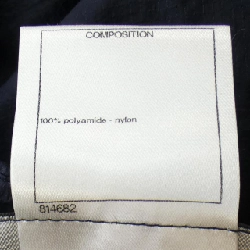 COMPOSITION
100% polyamide - nylon
814682